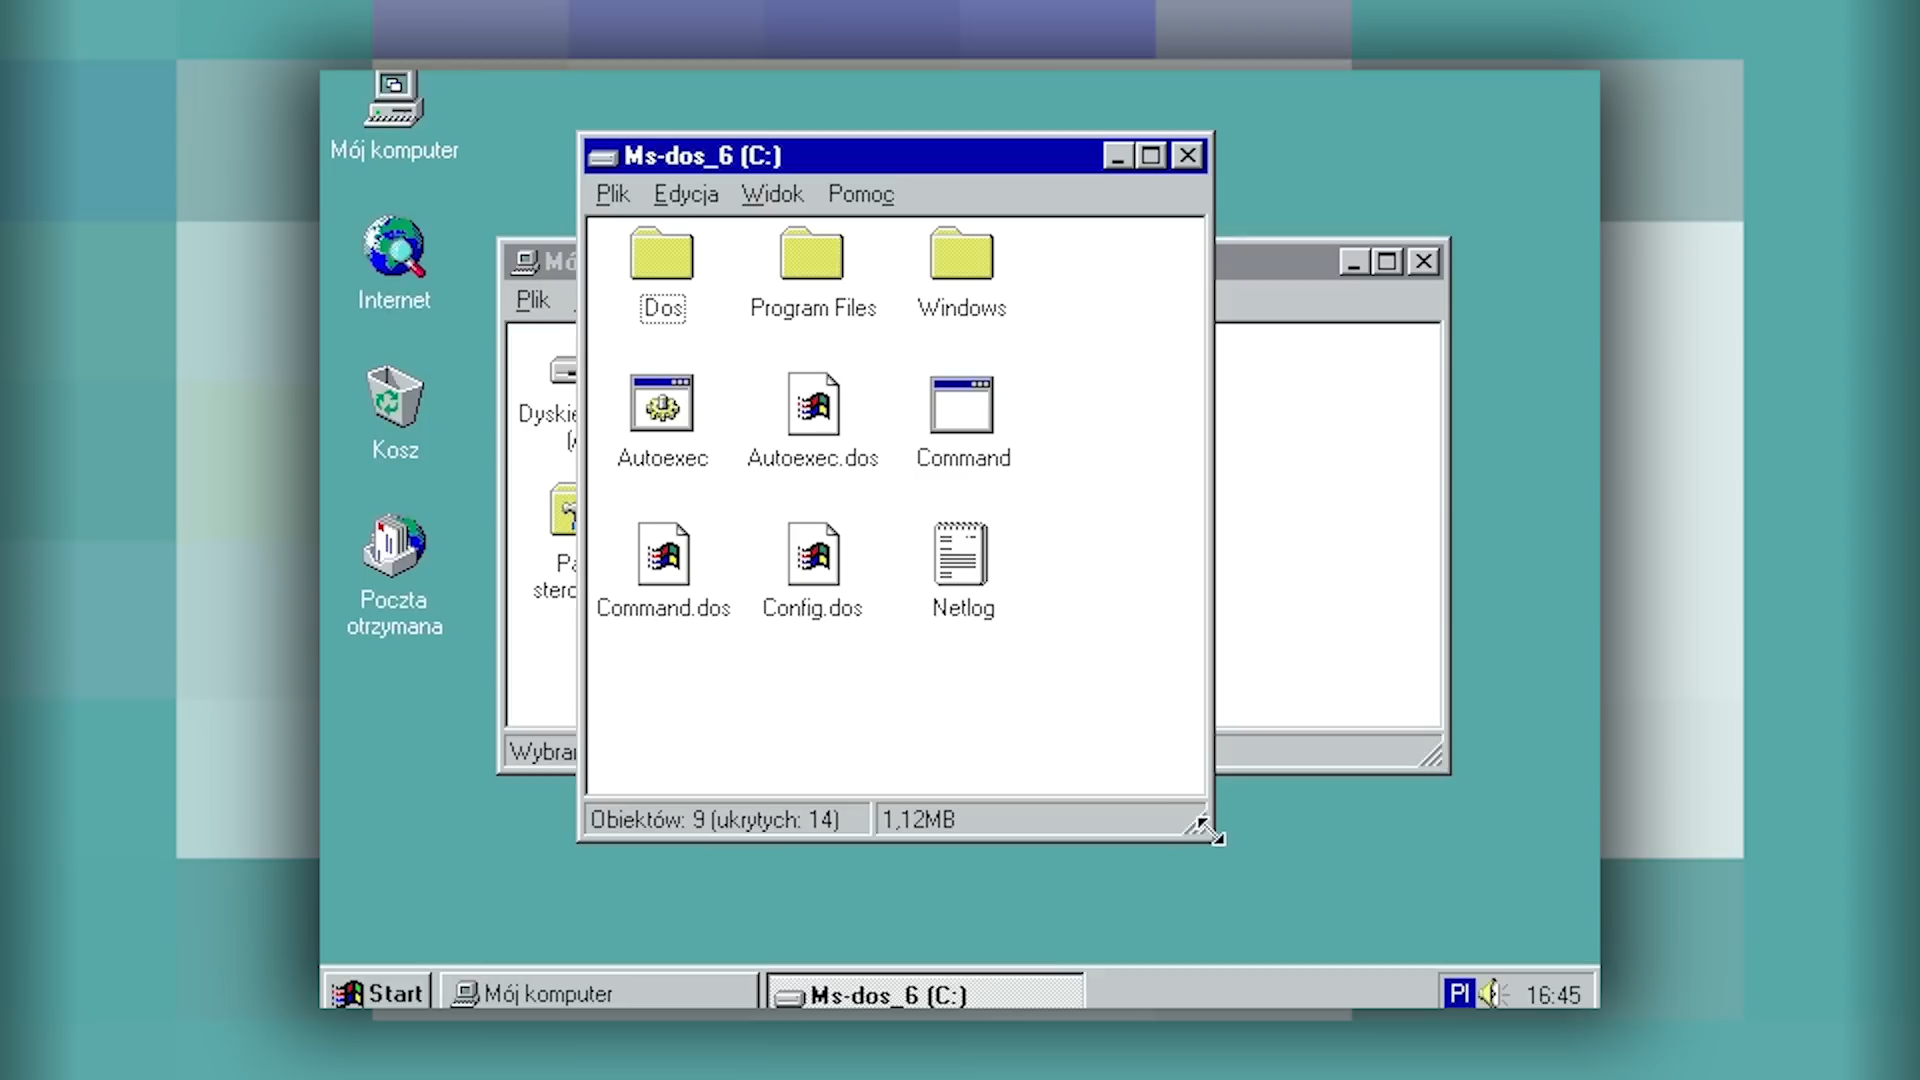 Mój komputer
Internet
Kosz
Poczta
otrzymana
Ms-dos_6 (C:)
Plik Edycja Widok Pomoc
Dos Program Files Windows
Autoexec Autoexec.dos Command
Command.dos Config.dos Netlog
Obiektów: 9 (ukrytych: 14) 1,12MB
Plik
Start Mój komputer Ms-dos_6 (C:) Pl 16:45